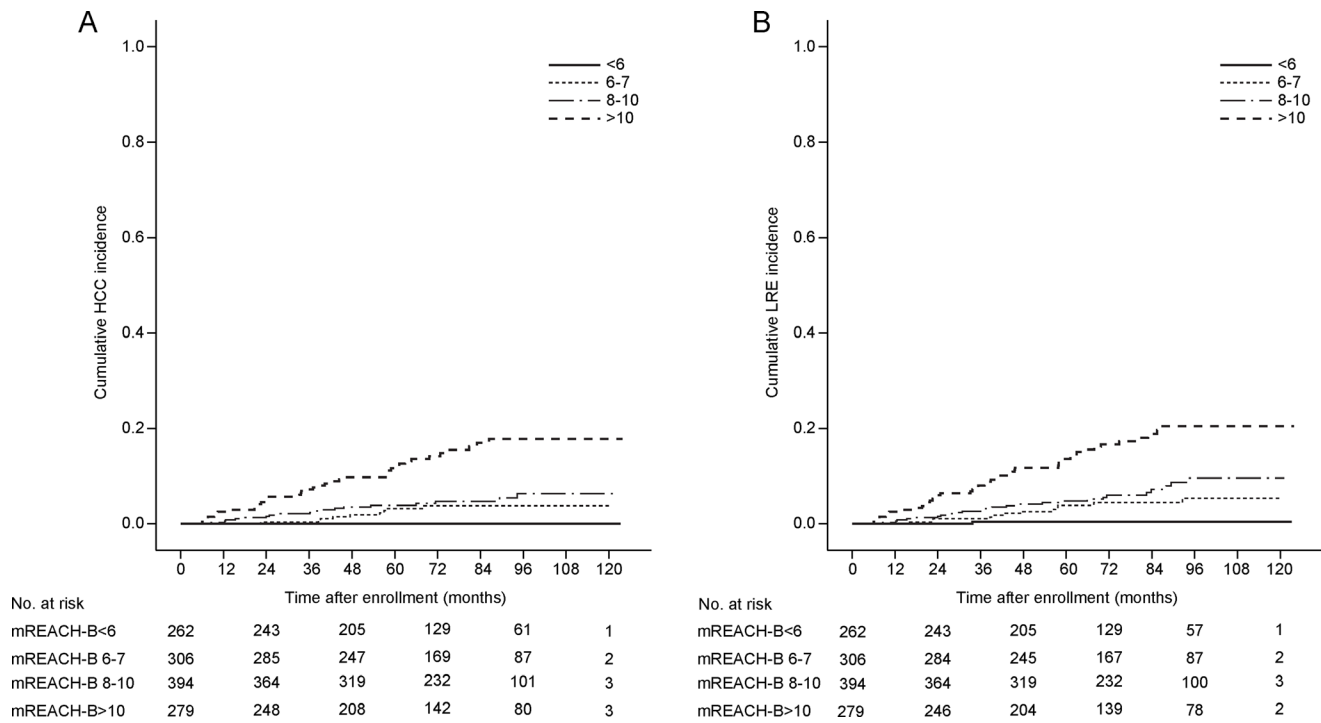 A
1.0
0.8
0.6
0.4
0.2
0.0
Cumulative HCC incidence
<6
6-7
8-10
>10
0 12 24 36 48 60 72 84 96 108 120
Time after enrollment (months)
No. at risk
mREACH-B<6 262 243 205 129 61 1
mREACH-B 6-7 306 285 247 169 87 2
mREACH-B 8-10 394 364 319 232 101 3
mREACH-B>10 279 248 208 142 80 3
B
1.0
0.8
0.6
0.4
0.2
0.0
Cumulative LRE incidence
<6
6-7
8-10
>10
0 12 24 36 48 60 72 84 96 108 120
Time after enrollment (months)
No. at risk
mREACH-B<6 262 243 205 129 57 1
mREACH-B 6-7 306 284 245 167 87 2
mREACH-B 8-10 394 364 319 232 100 3
mREACH-B>10 279 246 204 139 78 2